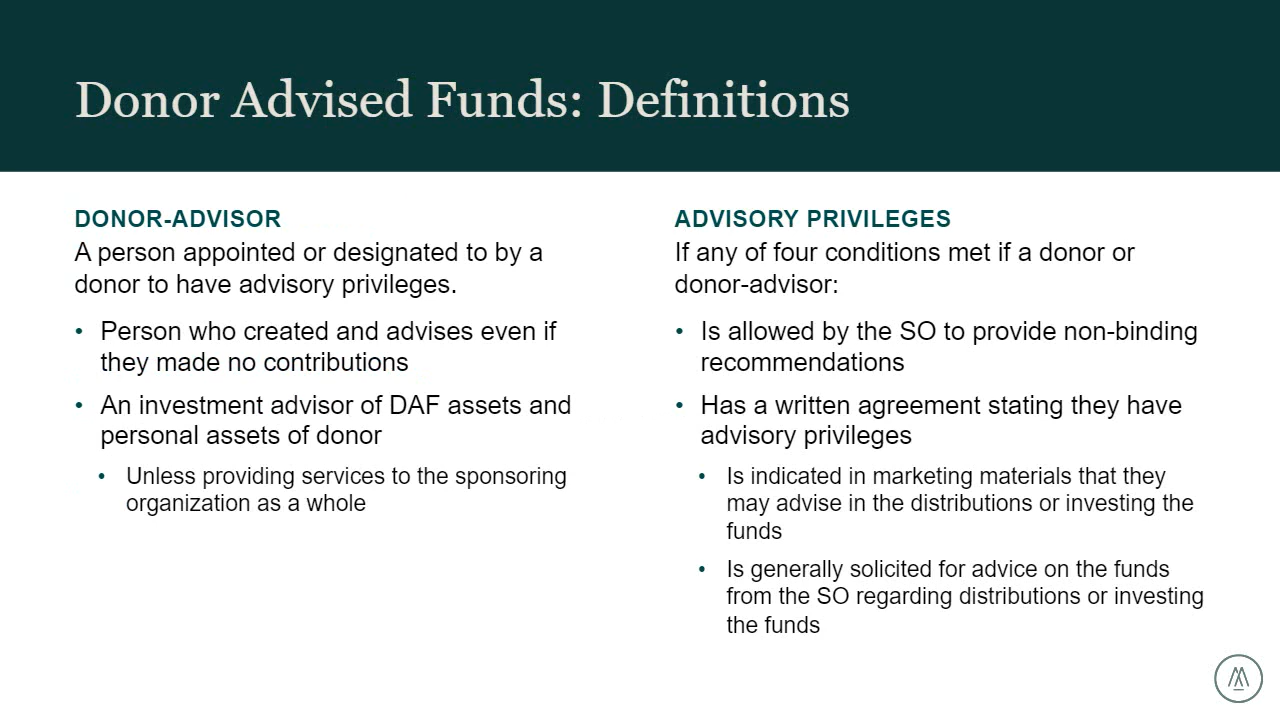 Donor Advised Funds: Definitions
DONOR-ADVISOR
A person appointed or designated to by a
donor to have advisory privileges.
• Person who created and advises even if
they made no contributions
• An investment advisor of DAF assets and
personal assets of donor
• Unless providing services to the sponsoring
organization as a whole
ADVISORY PRIVILEGES
If any of four conditions met if a donor or
donor-advisor:
• Is allowed by the SO to provide non-binding
recommendations
• Has a written agreement stating they have
advisory privileges
• Is indicated in marketing materials that they
may advise in the distributions or investing the
funds
• Is generally solicited for advice on the funds
from the SO regarding distributions or investing
the funds